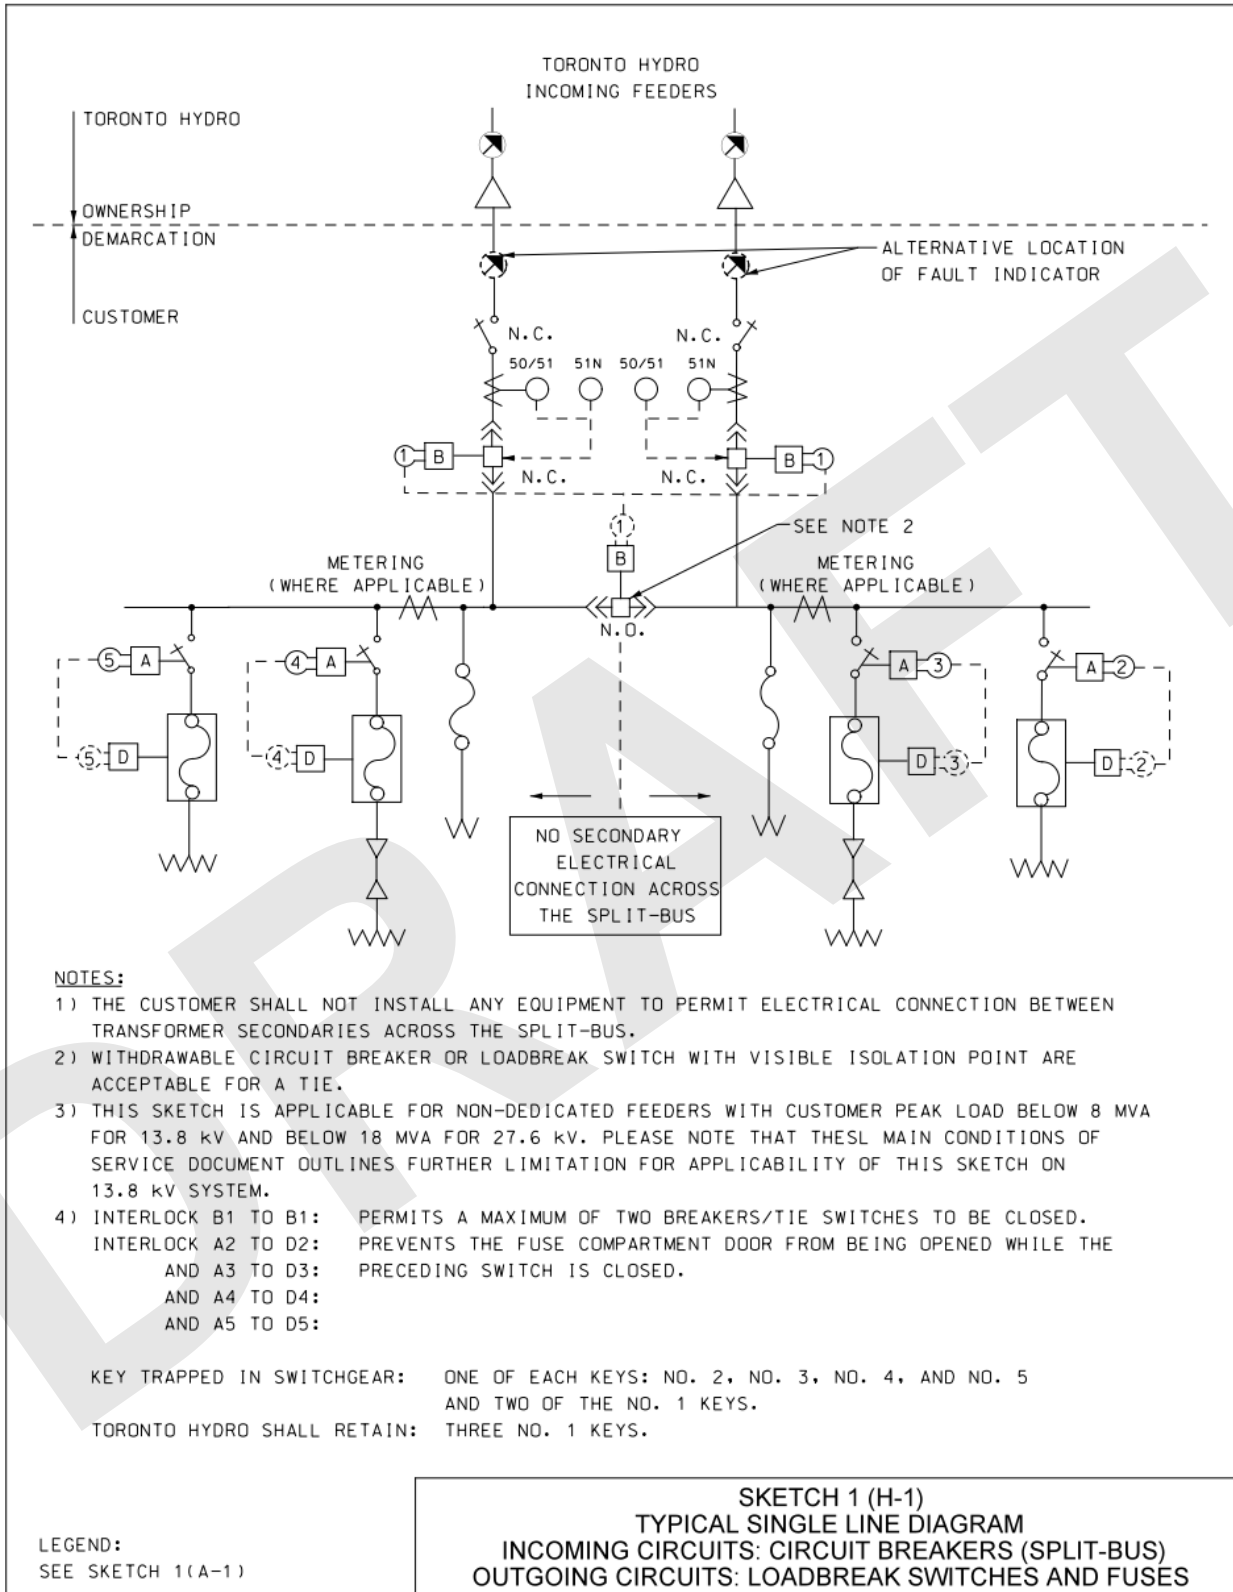 TORONTO HYDRO
INCOMING FEEDERS
TORONTO HYDRO
OWNERSHIP
DEMARCATION
ALTERNATIVE LOCATION
OF FAULT INDICATOR
CUSTOMER
N.C.
N.C.
50/51
51N
50/51
51N
1
B
B
1
N.C.
N.C.
1
B
SEE NOTE 2
METERING
(WHERE APPLICABLE)
METERING
(WHERE APPLICABLE)
N.O.
5
A
4
A
A
3
A
2
5
D
4
D
D
3
D
2
NO SECONDARY
ELECTRICAL
CONNECTION ACROSS
THE SPLIT-BUS
NOTES:
1) THE CUSTOMER SHALL NOT INSTALL ANY EQUIPMENT TO PERMIT ELECTRICAL CONNECTION BETWEEN
TRANSFORMER SECONDARIES ACROSS THE SPLIT-BUS.
2) WITHDRAWABLE CIRCUIT BREAKER OR LOADBREAK SWITCH WITH VISIBLE ISOLATION POINT ARE
ACCEPTABLE FOR A TIE.
3) THIS SKETCH IS APPLICABLE FOR NON-DEDICATED FEEDERS WITH CUSTOMER PEAK LOAD BELOW 8 MVA
FOR 13.8 kV AND BELOW 18 MVA FOR 27.6 kV. PLEASE NOTE THAT THESL MAIN CONDITIONS OF
SERVICE DOCUMENT OUTLINES FURTHER LIMITATION FOR APPLICABILITY OF THIS SKETCH ON
13.8 kV SYSTEM.
4) INTERLOCK B1 TO B1: PERMITS A MAXIMUM OF TWO BREAKERS/TIE SWITCHES TO BE CLOSED.
INTERLOCK A2 TO D2: PREVENTS THE FUSE COMPARTMENT DOOR FROM BEING OPENED WHILE THE
AND A3 TO D3: PRECEDING SWITCH IS CLOSED.
AND A4 TO D4:
AND A5 TO D5:
KEY TRAPPED IN SWITCHGEAR: ONE OF EACH KEYS: NO. 2, NO. 3, NO. 4, AND NO. 5
AND TWO OF THE NO. 1 KEYS.
TORONTO HYDRO SHALL RETAIN: THREE NO. 1 KEYS.
DRAFT
LEGEND:
SEE SKETCH 1(A-1)
SKETCH 1 (H-1)
TYPICAL SINGLE LINE DIAGRAM
INCOMING CIRCUITS: CIRCUIT BREAKERS (SPLIT-BUS)
OUTGOING CIRCUITS: LOADBREAK SWITCHES AND FUSES